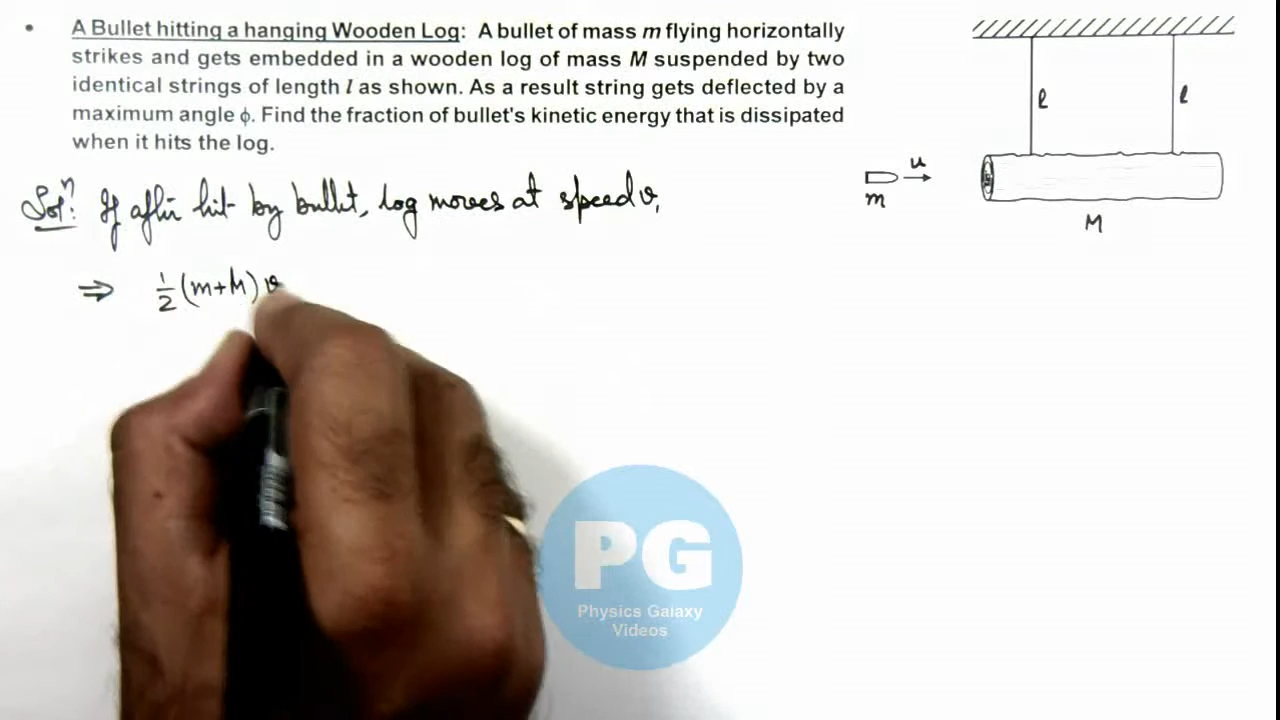 • A Bullet hitting a hanging Wooden Log: A bullet of mass m flying horizontally
strikes and gets embedded in a wooden log of mass M suspended by two
identical strings of length l as shown. As a result string gets deflected by a
maximum angle ϕ. Find the fraction of bullet's kinetic energy that is dissipated
when it hits the log.
ℓ ℓ
u
m
M
Solⁿ: If after hit by bullet, log moves at speed v,
⇒ ½(m+M)v
PG
Physics Galaxy
Videos